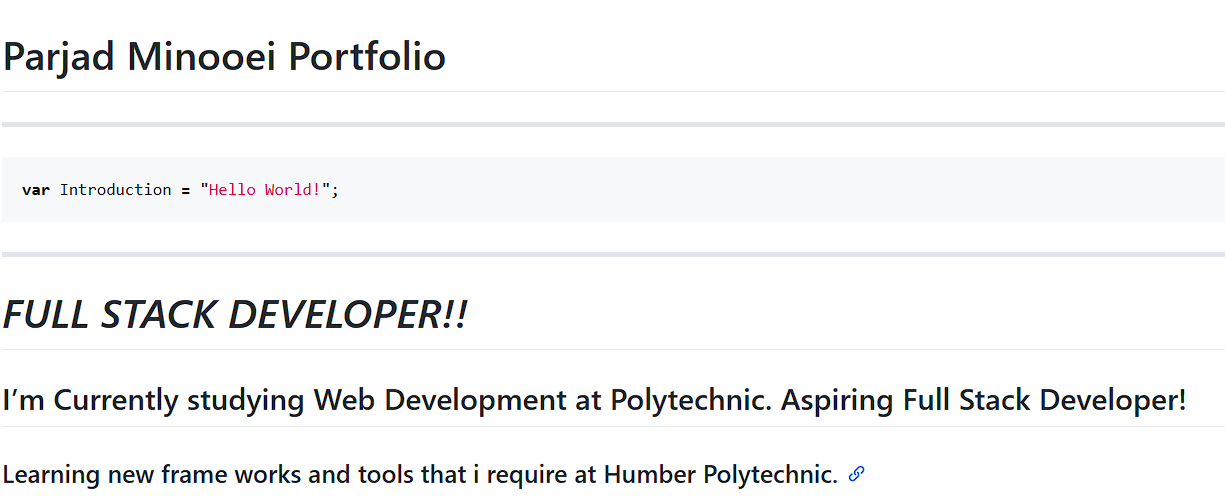 Parjad Minooei Portfolio
var Introduction = "Hello World!";
FULL STACK DEVELOPER!!
I’m Currently studying Web Development at Polytechnic. Aspiring Full Stack Developer!
Learning new frame works and tools that i require at Humber Polytechnic.